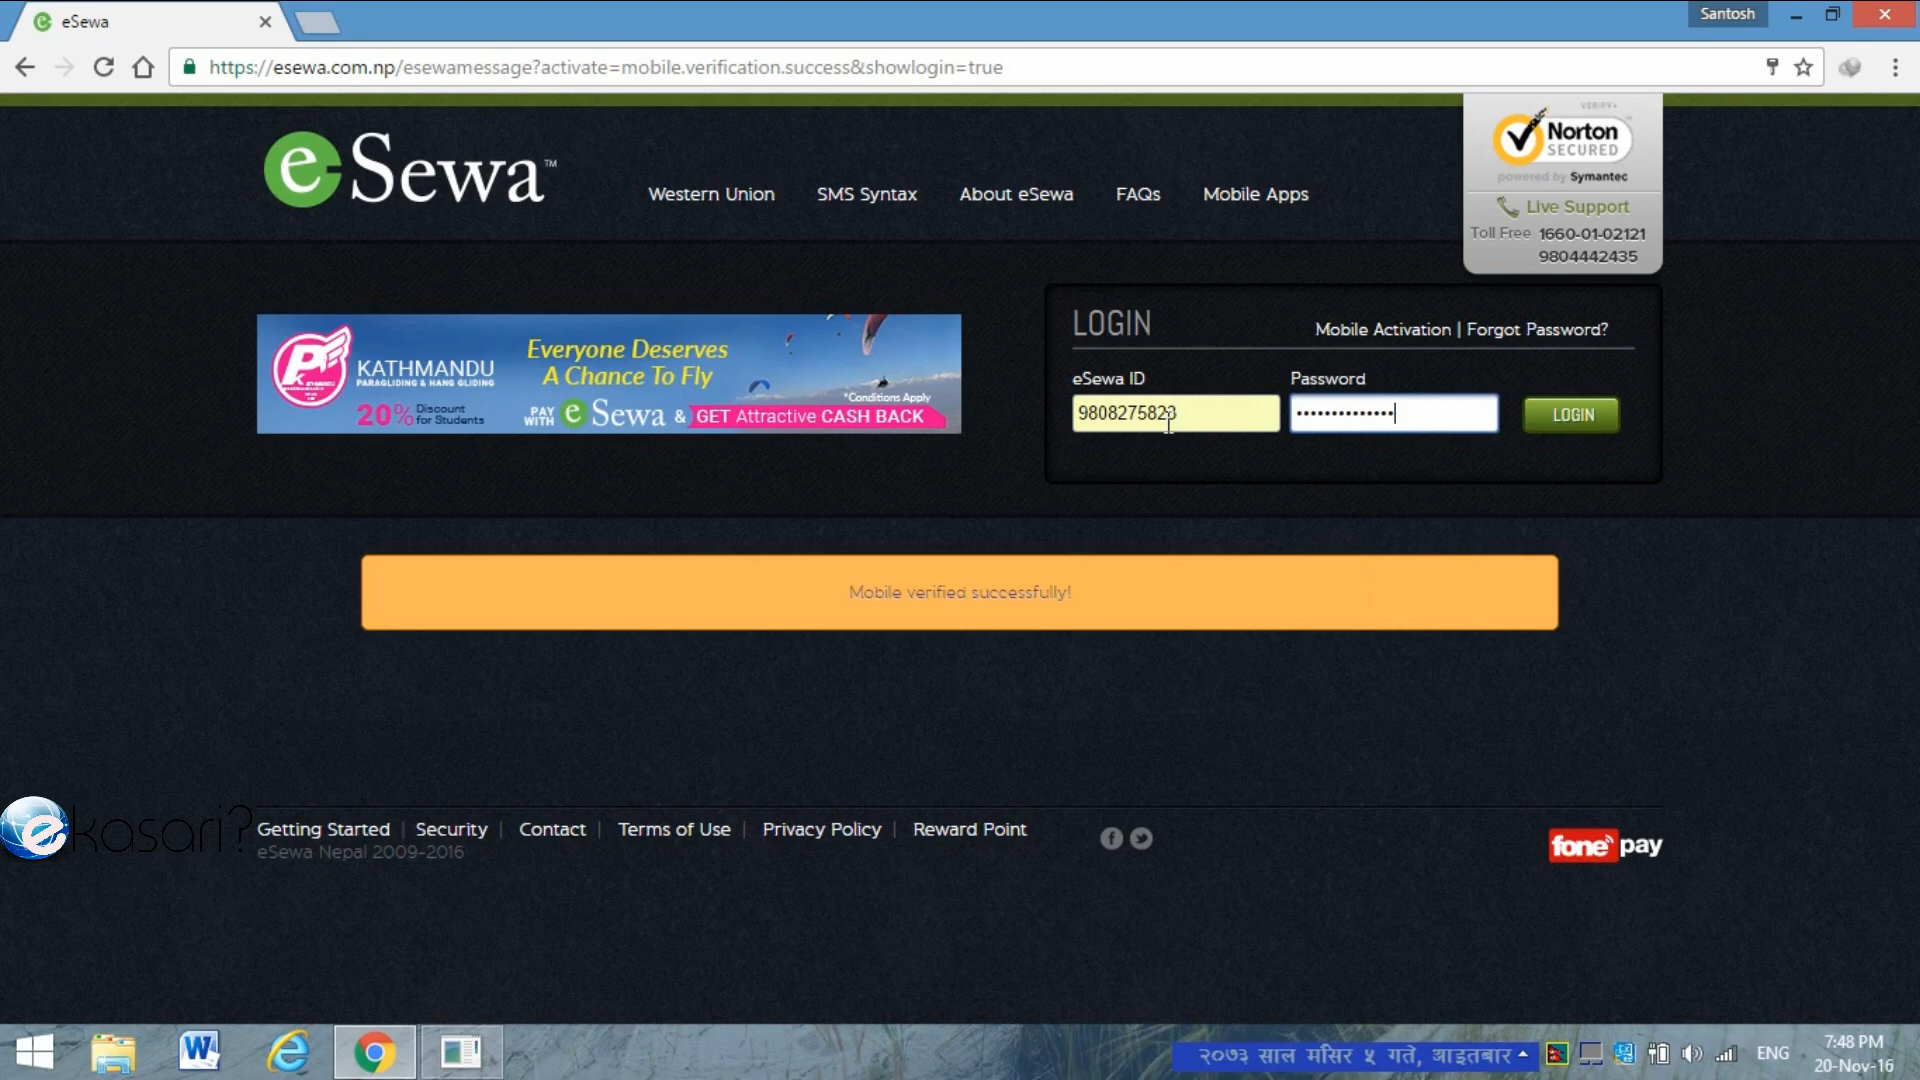 eSewa
Santosh
https://esewa.com.np/esewamessage?activate=mobile.verification.success&showlogin=true
eSewa™
Western Union
SMS Syntax
About eSewa
FAQs
Mobile Apps
VERIFY+
Norton
SECURED
powered by Symantec
Live Support
Toll Free 1660-01-02121
9804442435
KATHMANDU
PARAGLIDING & HANG GLIDING
20% Discount for Students
Everyone Deserves
A Chance To Fly
*Conditions Apply
PAY WITH eSewa & GET Attractive CASH BACK
LOGIN
Mobile Activation | Forgot Password?
eSewa ID
Password
9808275823
LOGIN
Mobile verified successfully!
ekasari?
Getting Started | Security | Contact | Terms of Use | Privacy Policy | Reward Point
eSewa Nepal 2009-2016
fonepay
२०७३ साल मंसिर ५ गते, आइतबार
ENG
7:48 PM
20-Nov-16